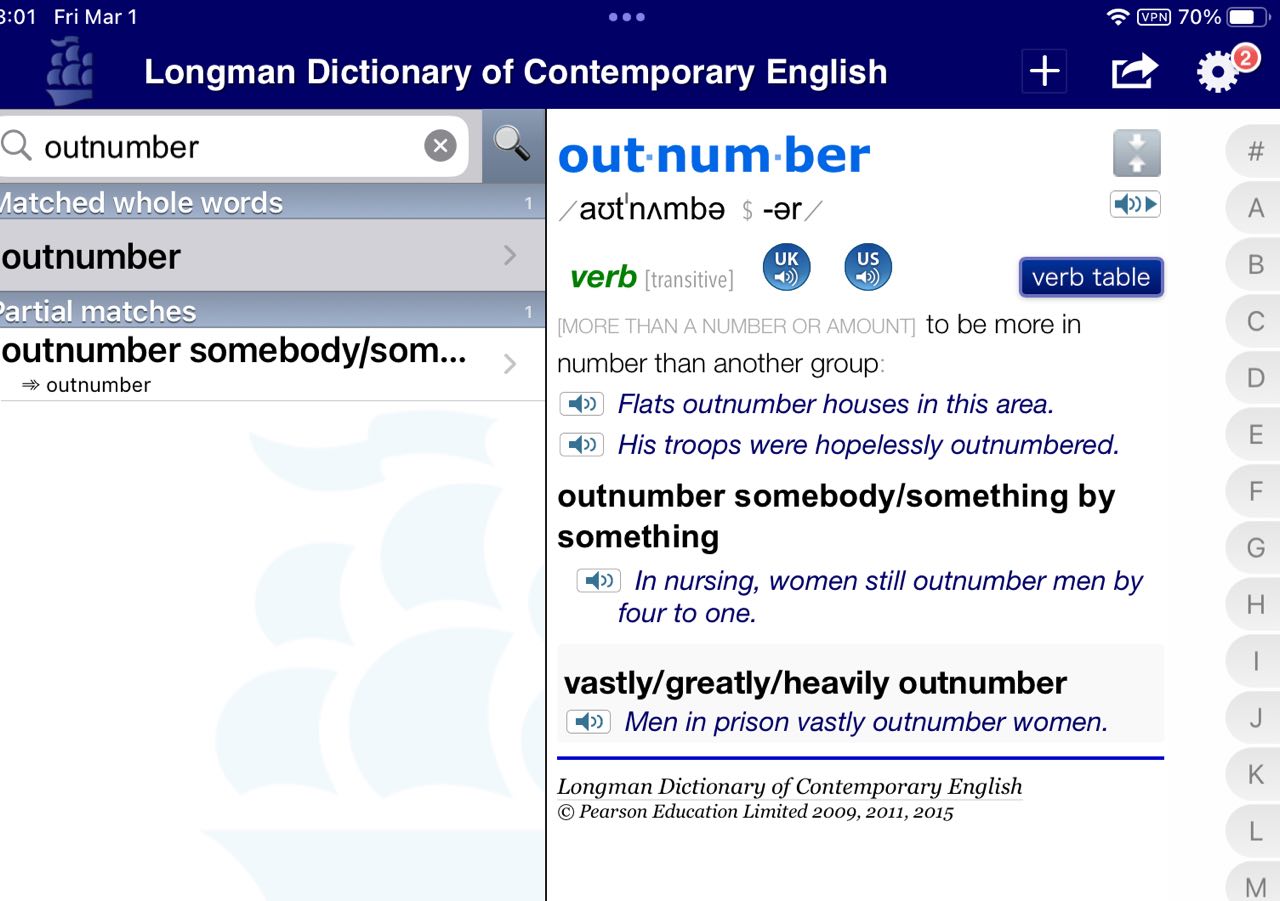 3:01 Fri Mar 1
VPN 70%
Longman Dictionary of Contemporary English
2
outnumber
Matched whole words 1
outnumber
Partial matches 1
outnumber somebody/som...
⇒ outnumber
out·num·ber
/aʊtˈnʌmbə $ -ər/
verb [transitive] UK US verb table
[MORE THAN A NUMBER OR AMOUNT] to be more in
number than another group:
Flats outnumber houses in this area.
His troops were hopelessly outnumbered.
outnumber somebody/something by
something
In nursing, women still outnumber men by
four to one.
vastly/greatly/heavily outnumber
Men in prison vastly outnumber women.
Longman Dictionary of Contemporary English
© Pearson Education Limited 2009, 2011, 2015
#
A
B
C
D
E
F
G
H
I
J
K
L
M